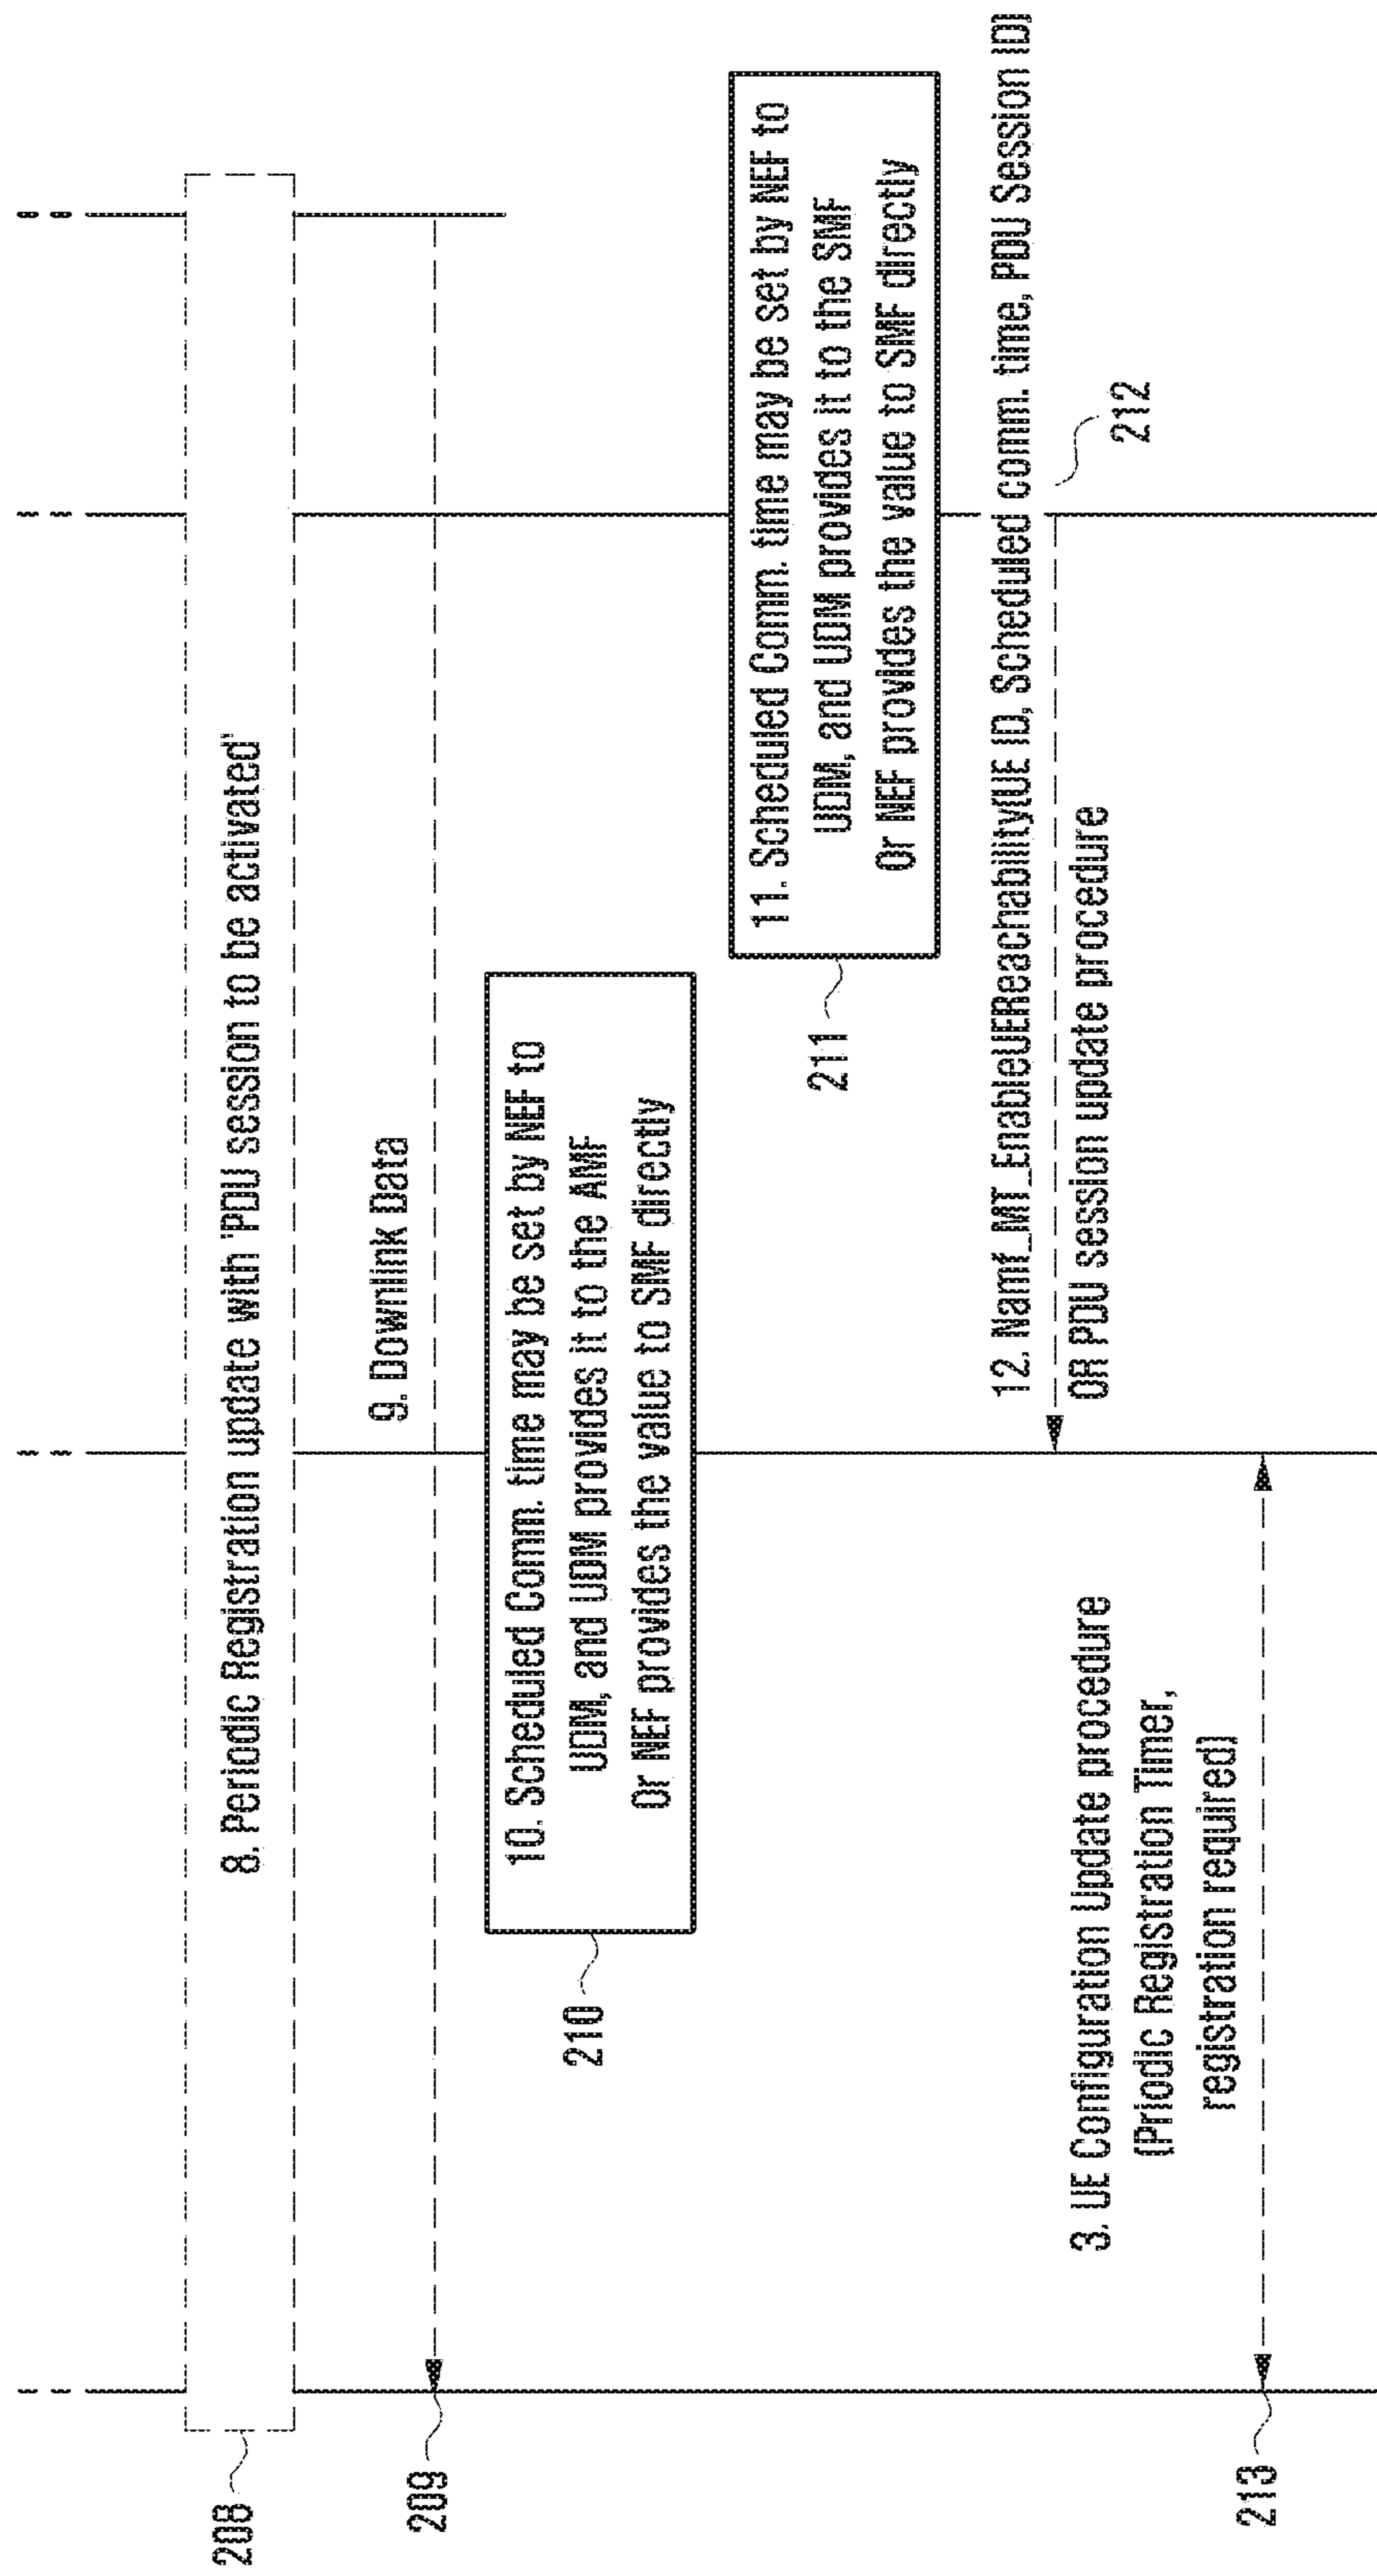 208
8. Periodic Registration update with 'PDU session to be activated'
9. Downlink Data
209
10. Scheduled Comm. time may be set by NEF to
UDM, and UDM provides it to the AMF
Or NEF provides the value to SMF directly
210
11. Scheduled Comm. time may be set by NEF to
UDM, and UDM provides it to the SMF
Or NEF provides the value to SMF directly
211
12. Namf_MT_EnableUEReachability(UE ID, Scheduled comm. time, PDU Session ID)
OR PDU session update procedure
212
3. UE Configuration Update procedure
(Priodic Registration Timer,
registration required)
213